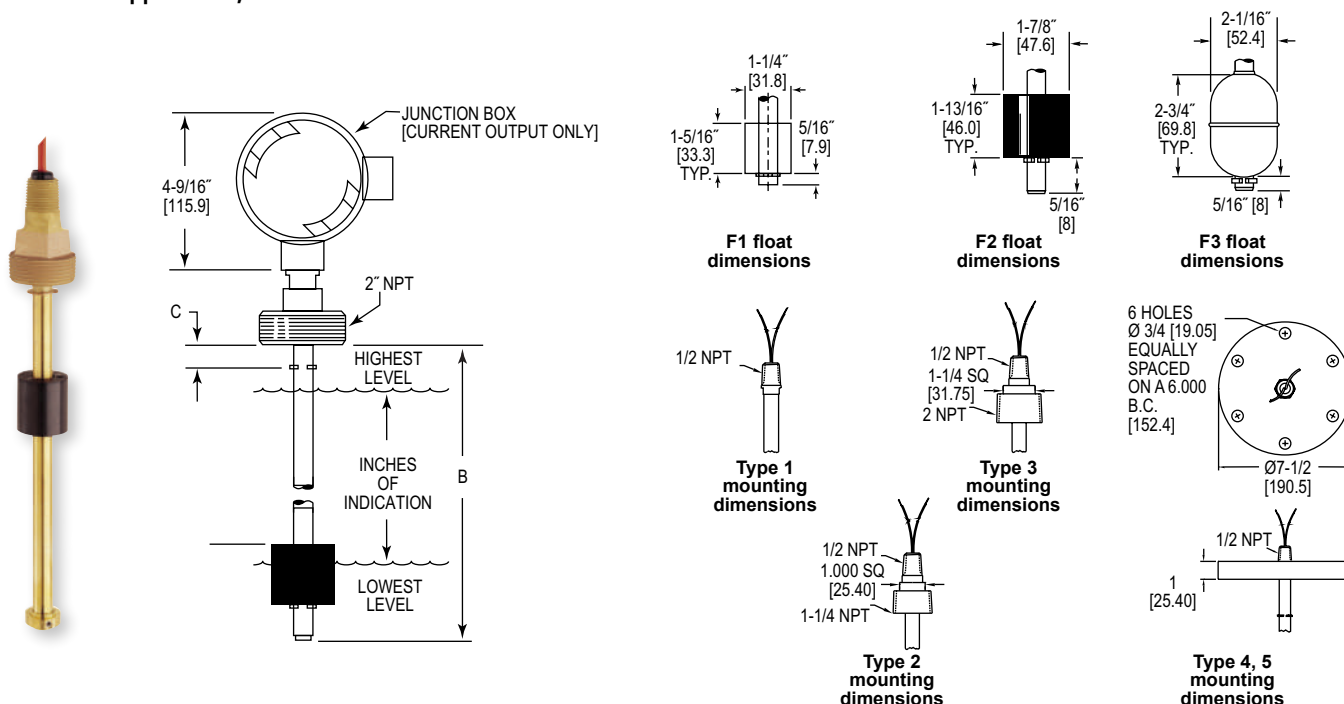 JUNCTION BOX
[CURRENT OUTPUT ONLY]
4-9/16″
[115.9]
2″ NPT
C
HIGHEST
LEVEL
INCHES
OF
INDICATION
B
LOWEST
LEVEL
1-1/4″
[31.8]
1-5/16″
[33.3]
TYP.
5/16″
[7.9]
F1 float
dimensions
1-7/8″
[47.6]
1-13/16″
[46.0]
TYP.
5/16″
[8]
F2 float
dimensions
2-1/16″
[52.4]
2-3/4″
[69.8]
TYP.
5/16″ [8]
F3 float
dimensions
1/2 NPT
Type 1
mounting
dimensions
1/2 NPT
1-1/4 SQ
[31.75]
2 NPT
Type 3
mounting
dimensions
6 HOLES
Ø 3/4 [19.05]
EQUALLY
SPACED
ON A 6.000
B.C.
[152.4]
Ø7-1/2
[190.5]
1/2 NPT
1.000 SQ
[25.40]
1-1/4 NPT
Type 2
mounting
dimensions
1/2 NPT
1
[25.40]
Type 4, 5
mounting
dimensions